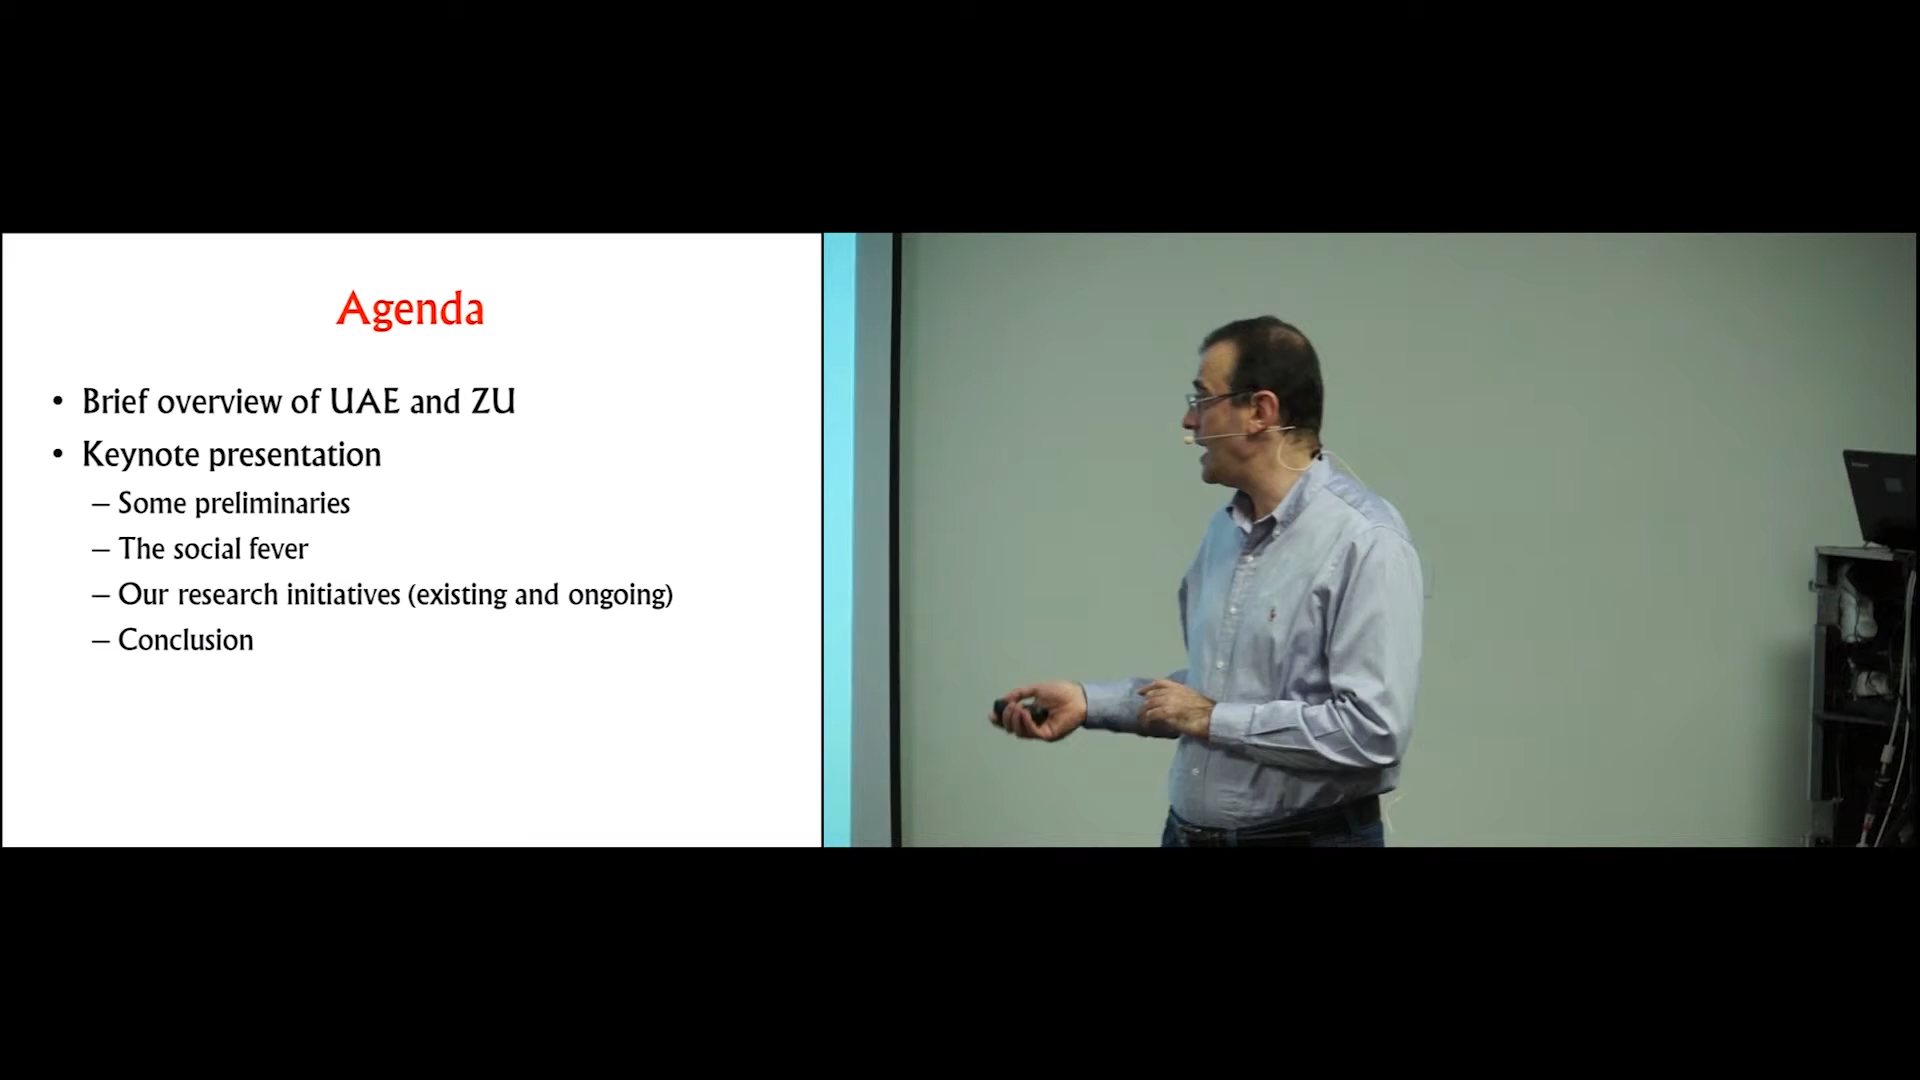 Agenda
• Brief overview of UAE and ZU
• Keynote presentation
– Some preliminaries
– The social fever
– Our research initiatives (existing and ongoing)
– Conclusion